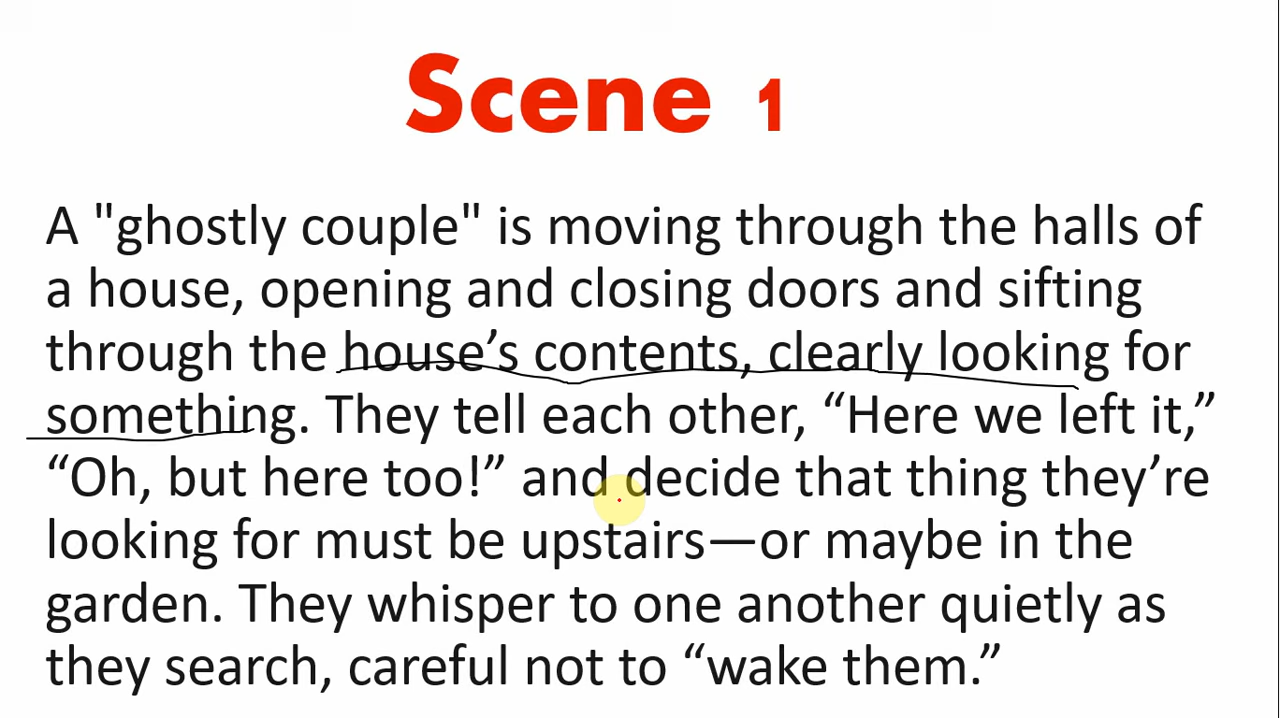 Scene 1
A "ghostly couple" is moving through the halls of
a house, opening and closing doors and sifting
through the house’s contents, clearly looking for
something. They tell each other, “Here we left it,”
“Oh, but here too!” and decide that thing they’re
looking for must be upstairs—or maybe in the
garden. They whisper to one another quietly as
they search, careful not to “wake them.”